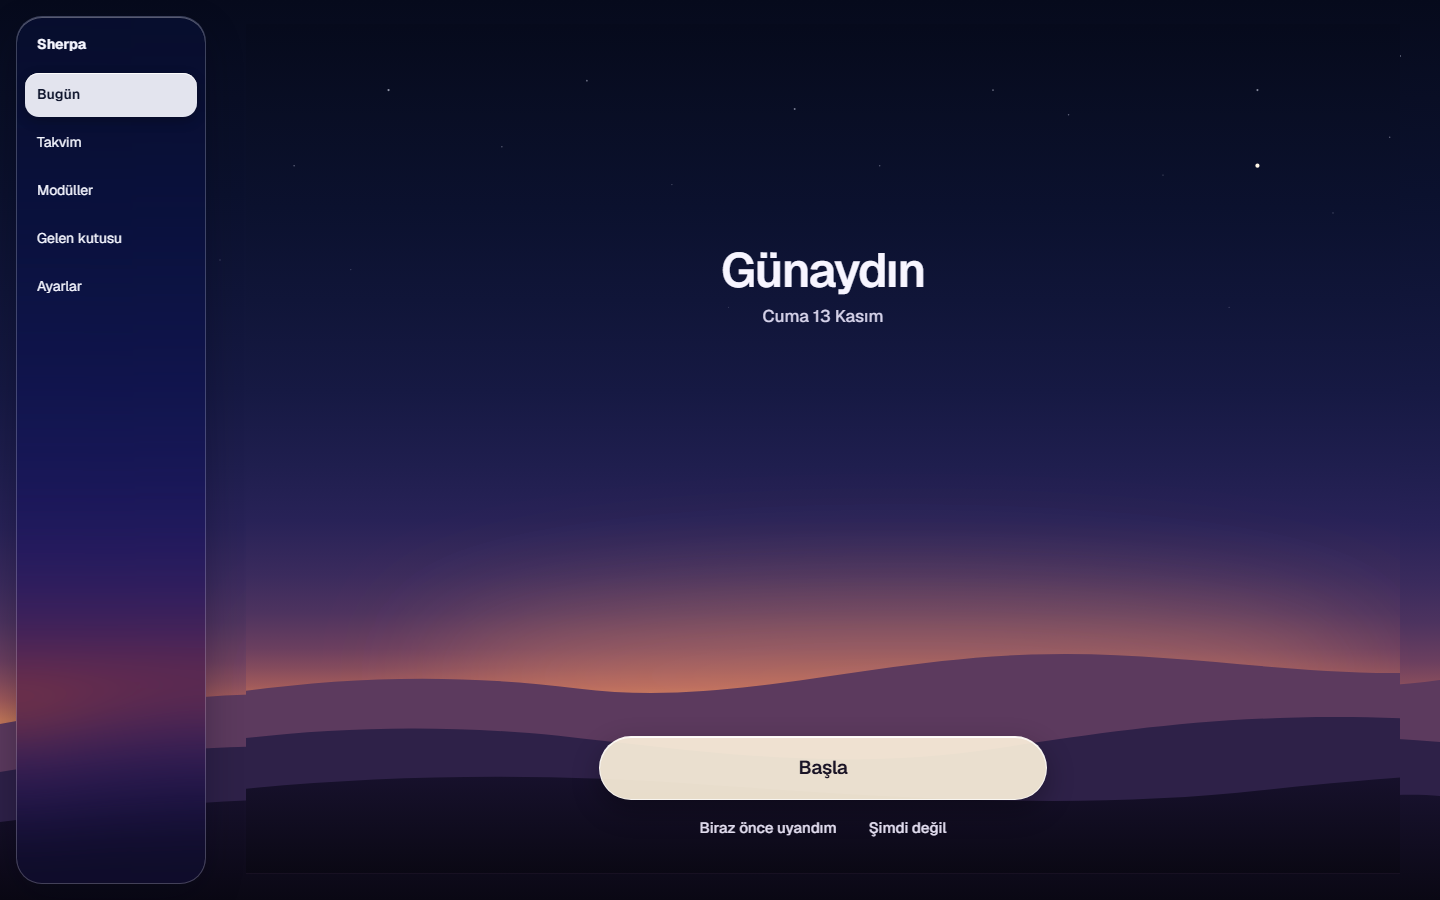 Sherpa
Bugün
Takvim
Modüller
Gelen kutusu
Ayarlar
Günaydın
Cuma 13 Kasım
Başla
Biraz önce uyandım
Şimdi değil